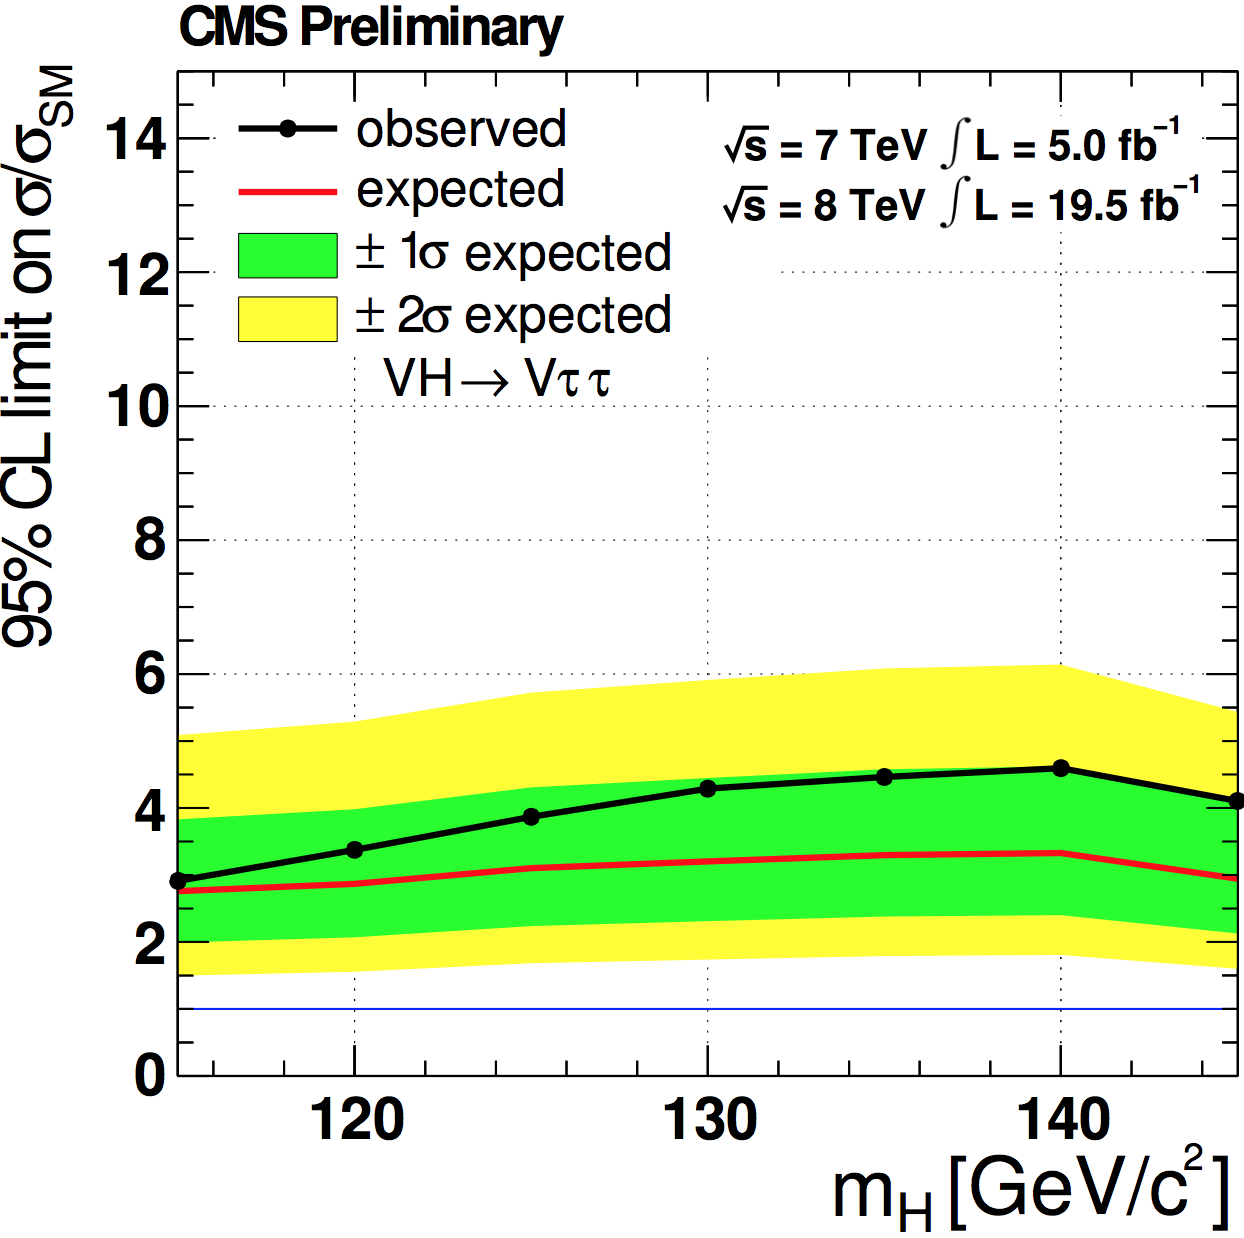 CMS Preliminary
95% CL limit on σ/σSM
14
12
10
8
6
4
2
0
observed
expected
± 1σ expected
± 2σ expected
VH→ Vττ
√s = 7 TeV ∫ L = 5.0 fb⁻¹
√s = 8 TeV ∫ L = 19.5 fb⁻¹
120 130 140
mH [GeV/c²]